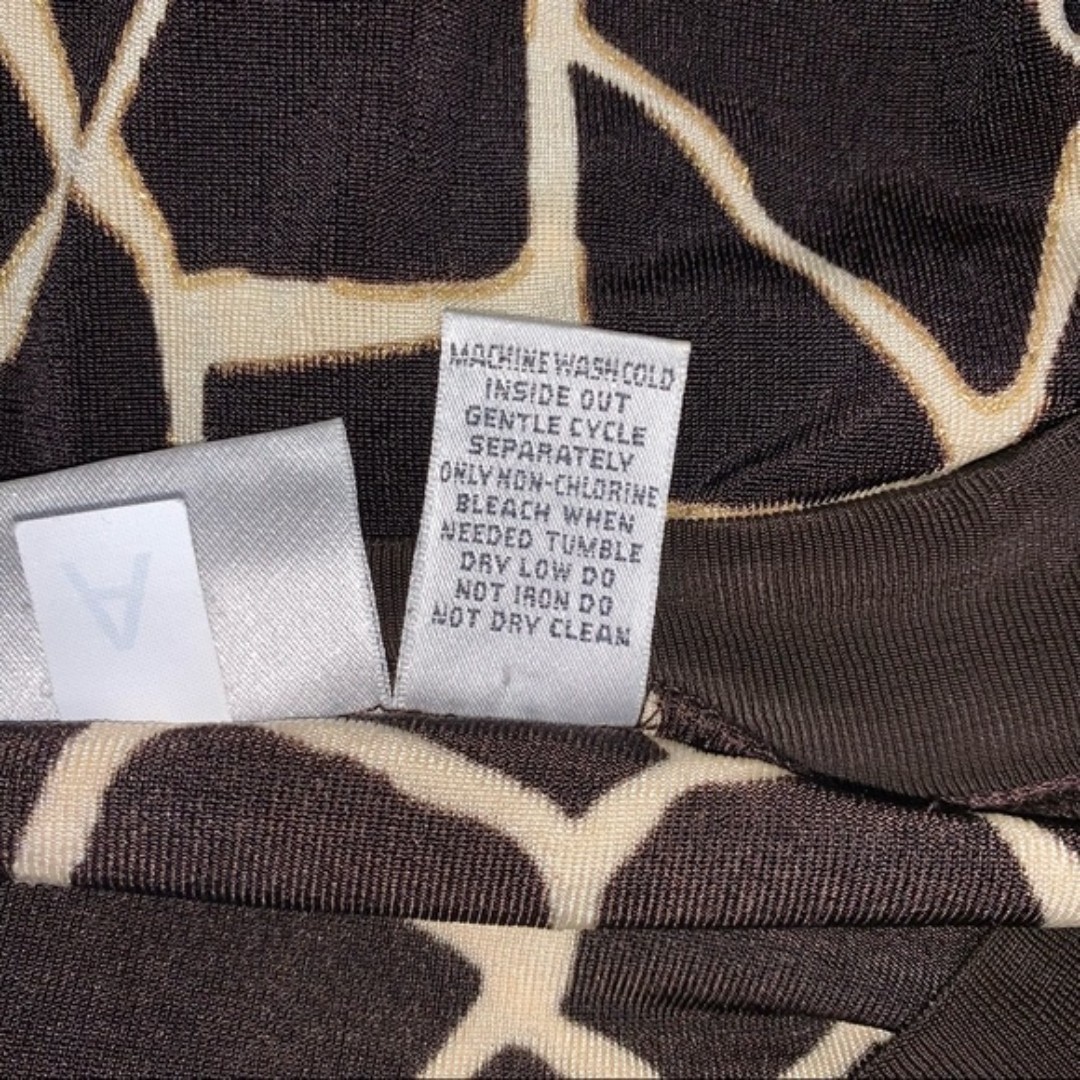 MACHINE WASH COLD
INSIDE OUT
GENTLE CYCLE
SEPARATELY
ONLY NON-CHLORINE
BLEACH WHEN
NEEDED TUMBLE
DRY LOW DO
NOT IRON DO
NOT DRY CLEAN
A